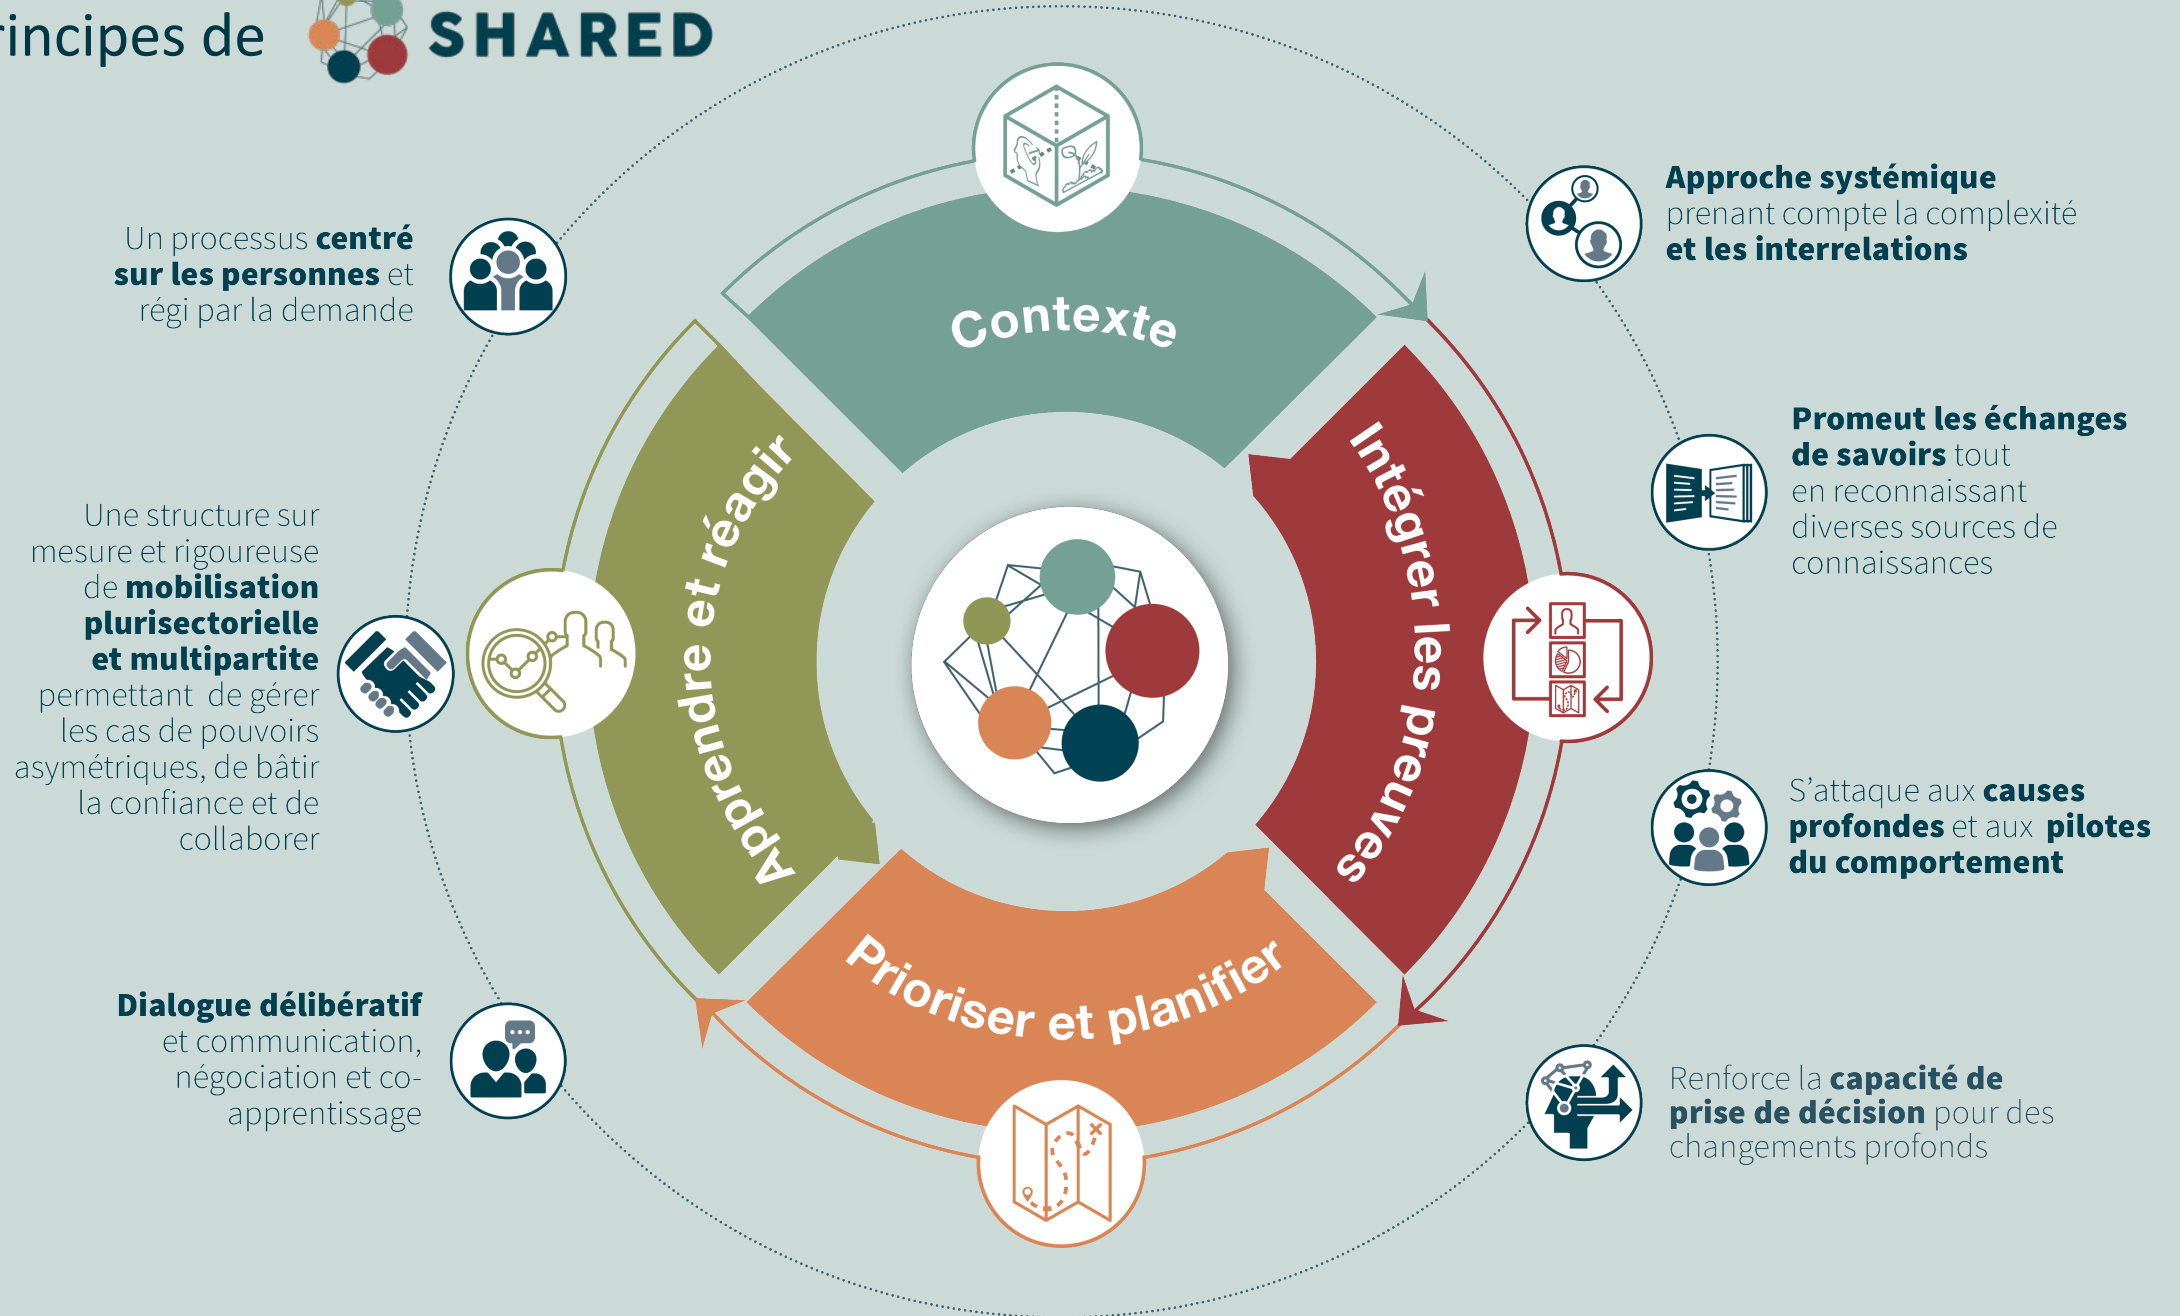 rincipes de SHARED
Un processus centré
sur les personnes et
régi par la demande
Une structure sur
mesure et rigoureuse
de mobilisation
plurisectorielle
et multipartite
permettant de gérer
les cas de pouvoirs
asymétriques, de bâtir
la confiance et de
collaborer
Dialogue délibératif
et communication,
négociation et co-
apprentissage
Contexte
Intégrer les preuves
Prioriser et planifier
Apprendre et réagir
Approche systémique
prenant compte la complexité
et les interrelations
Promeut les échanges
de savoirs tout
en reconnaissant
diverses sources de
connaissances
S’attaque aux causes
profondes et aux pilotes
du comportement
Renforce la capacité de
prise de décision pour des
changements profonds